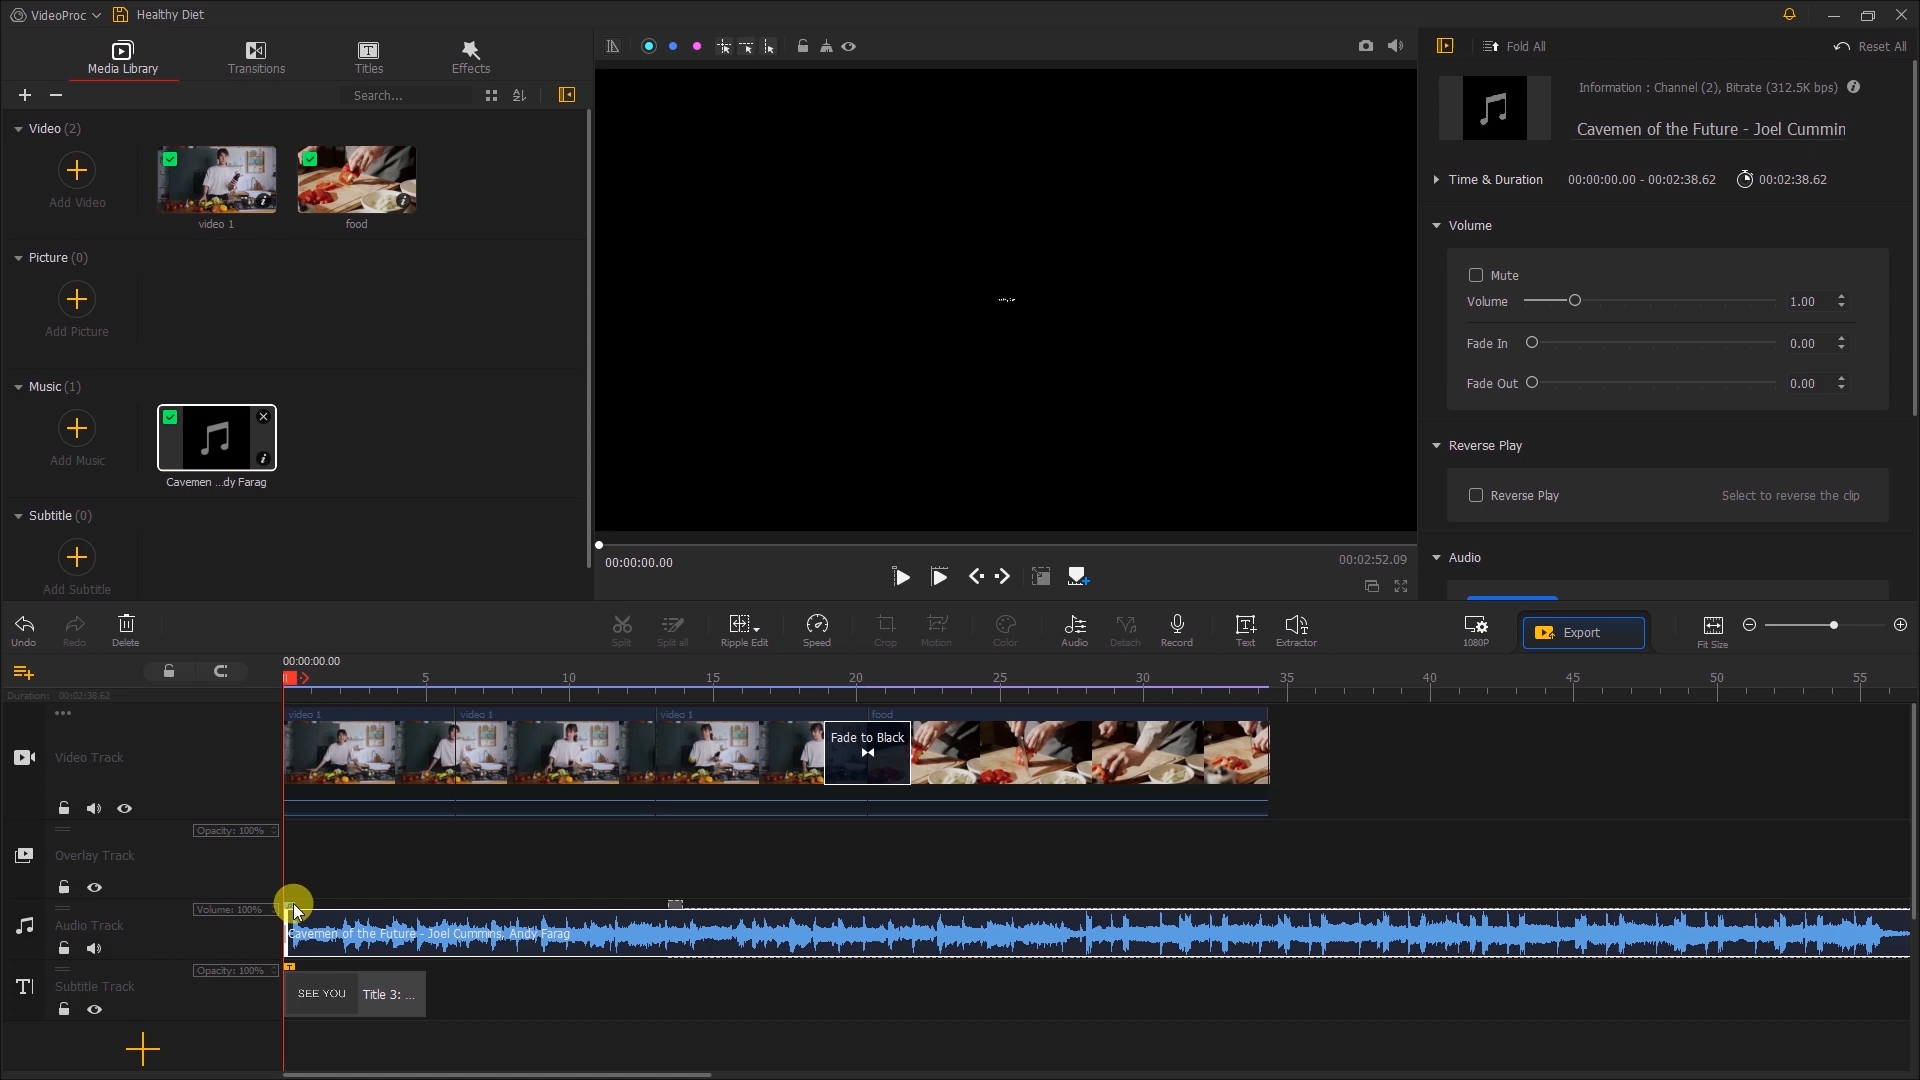 VideoProc
Healthy Diet
Media Library
Transitions
Titles
Effects
Fold All
Reset All
Search...
Information : Channel (2), Bitrate (312.5K bps)
Cavemen of the Future - Joel Cummin
Video (2)
Add Video
video 1
food
Time & Duration
00:00:00.00 - 00:02:38.62
00:02:38.62
Volume
Mute
Volume
1.00
Fade In
0.00
Fade Out
0.00
Picture (0)
Add Picture
Music (1)
Add Music
Cavemen ...dy Farag
Reverse Play
Reverse Play
Select to reverse the clip
Subtitle (0)
Add Subtitle
Audio
00:00:00.00
00:02:52.09
Undo
Redo
Delete
Split
Split all
Ripple Edit
Speed
Crop
Motion
Color
Audio
Detach
Record
Text
Extractor
1080P
Export
Fit Size
00:00:00.00
5
10
15
20
25
30
35
40
45
50
55
Duration: 00:02:38.62
video 1
video 1
video 1
food
Fade to Black
Video Track
Opacity: 100%
Overlay Track
Volume: 100%
Audio Track
Cavemen of the Future - Joel Cummins, Andy Farag
Opacity: 100%
Subtitle Track
SEE YOU
Title 3: ...